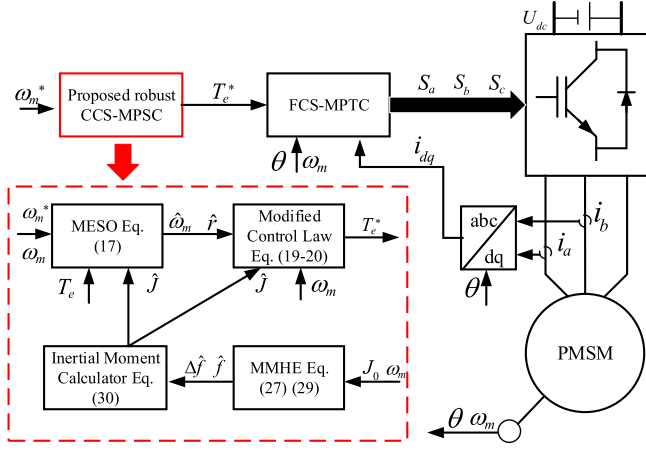 U_dc
ω_m*
Proposed robust
CCS-MPSC
T_e*
FCS-MPTC
S_a S_b S_c
θ ω_m
i_dq
abc
dq
i_b
i_a
θ
ω_m*
ω_m
MESO Eq.
(17)
ω̂_m r̂
Modified
Control Law
Eq. (19-20)
T_e*
T_e
Ĵ
Ĵ
ω_m
Inertial Moment
Calculator Eq.
(30)
Δf̂ f̂
MMHE Eq.
(27) (29)
J_0 ω_m
PMSM
θ ω_m